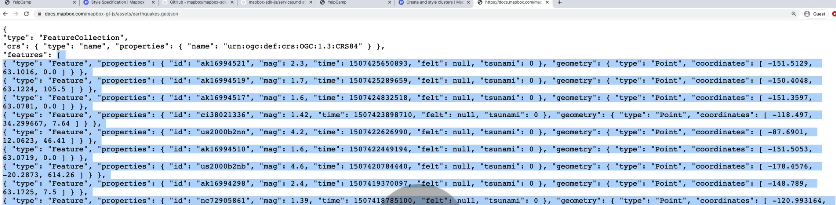 YelpCamp
Style Specification | Mapbox
GitHub - mapbox/mapbox-sdk
mapbox-sdk-js/services.md at
YelpCamp
Create and style clusters | M
https://docs.mapbox.com/ma
docs.mapbox.com/mapbox-gl-js/assets/earthquakes.geojson
Guest
{
"type": "FeatureCollection",
"crs": { "type": "name", "properties": { "name": "urn:ogc:def:crs:OGC:1.3:CRS84" } },
"features": [
{ "type": "Feature", "properties": { "id": "ak16994521", "mag": 2.3, "time": 1507425650893, "felt": null, "tsunami": 0 }, "geometry": { "type": "Point", "coordinates": [ -151.5129,
63.1016, 0.0 ] } },
{ "type": "Feature", "properties": { "id": "ak16994519", "mag": 1.7, "time": 1507425289659, "felt": null, "tsunami": 0 }, "geometry": { "type": "Point", "coordinates": [ -150.4048,
63.1224, 105.5 ] } },
{ "type": "Feature", "properties": { "id": "ak16994517", "mag": 1.6, "time": 1507424832518, "felt": null, "tsunami": 0 }, "geometry": { "type": "Point", "coordinates": [ -151.3597,
63.0781, 0.0 ] } },
{ "type": "Feature", "properties": { "id": "ci38021336", "mag": 1.42, "time": 1507423898710, "felt": null, "tsunami": 0 }, "geometry": { "type": "Point", "coordinates": [ -118.497,
34.299667, 7.64 ] } },
{ "type": "Feature", "properties": { "id": "us2000b2nn", "mag": 4.2, "time": 1507422626990, "felt": null, "tsunami": 0 }, "geometry": { "type": "Point", "coordinates": [ -87.6901,
12.0623, 46.41 ] } },
{ "type": "Feature", "properties": { "id": "ak16994510", "mag": 1.6, "time": 1507422449194, "felt": null, "tsunami": 0 }, "geometry": { "type": "Point", "coordinates": [ -151.5053,
63.0719, 0.0 ] } },
{ "type": "Feature", "properties": { "id": "us2000b2nb", "mag": 4.6, "time": 1507420784440, "felt": null, "tsunami": 0 }, "geometry": { "type": "Point", "coordinates": [ -178.4576,
-20.2873, 614.26 ] } },
{ "type": "Feature", "properties": { "id": "ak16994298", "mag": 2.4, "time": 1507419370097, "felt": null, "tsunami": 0 }, "geometry": { "type": "Point", "coordinates": [ -148.789,
63.1725, 7.5 ] } },
{ "type": "Feature", "properties": { "id": "nc72905861", "mag": 1.39, "time": 1507418785100, "felt": null, "tsunami": 0 }, "geometry": { "type": "Point", "coordinates": [ -120.993164,